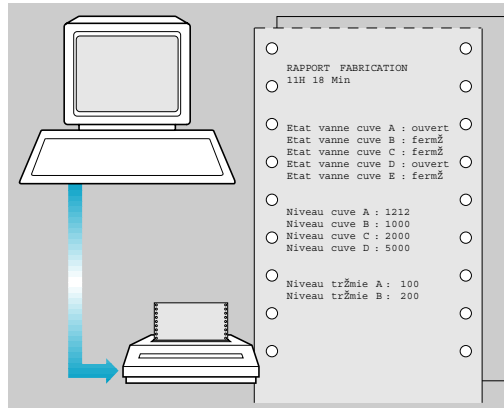 RAPPORT FABRICATION
11H 18 Min
Etat vanne cuve A : ouvert
Etat vanne cuve B : fermŽ
Etat vanne cuve C : fermŽ
Etat vanne cuve D : ouvert
Etat vanne cuve E : fermŽ
Niveau cuve A : 1212
Niveau cuve B : 1000
Niveau cuve C : 2000
Niveau cuve D : 5000
Niveau trŽmie A : 100
Niveau trŽmie B : 200